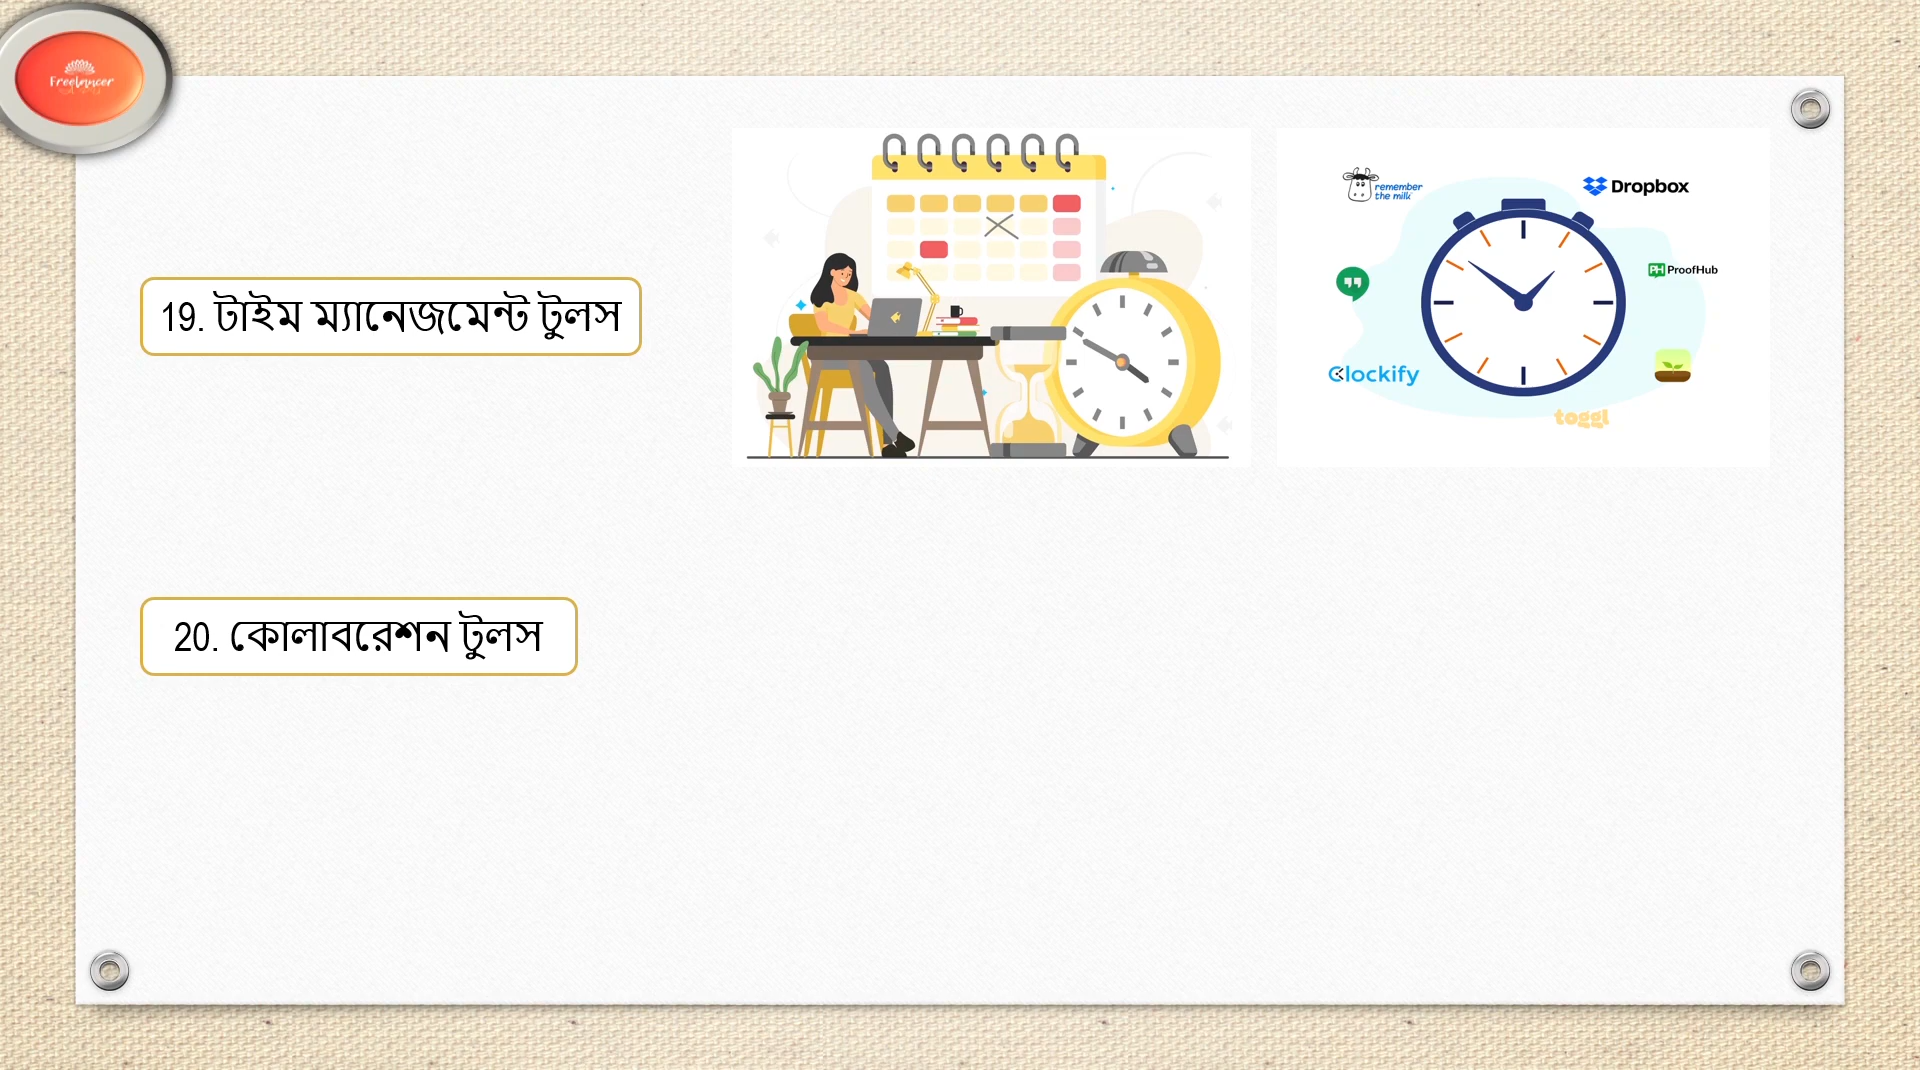 Freelancer
19. টাইম ম্যানেজমেন্ট টুলস
remember
the milk
Dropbox
ProofHub
Clockify
toggl
20. কোলাবরেশন টুলস